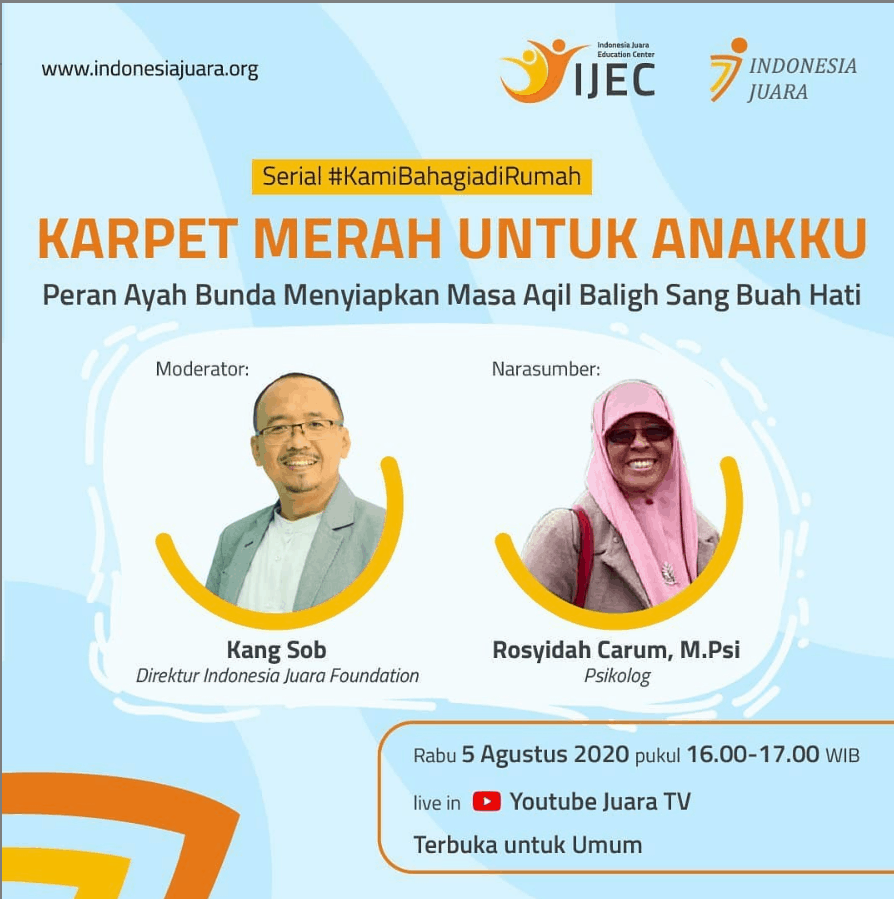 www.indonesiajuara.org
Indonesia Juara
Education Center
IJEC
INDONESIA
JUARA
Serial #KamiBahagiadiRumah
KARPET MERAH UNTUK ANAKKU
Peran Ayah Bunda Menyiapkan Masa Aqil Baligh Sang Buah Hati
Moderator:
Narasumber:
Kang Sob
Direktur Indonesia Juara Foundation
Rosyidah Carum, M.Psi
Psikolog
Rabu 5 Agustus 2020 pukul 16.00-17.00 WIB
live in Youtube Juara TV
Terbuka untuk Umum